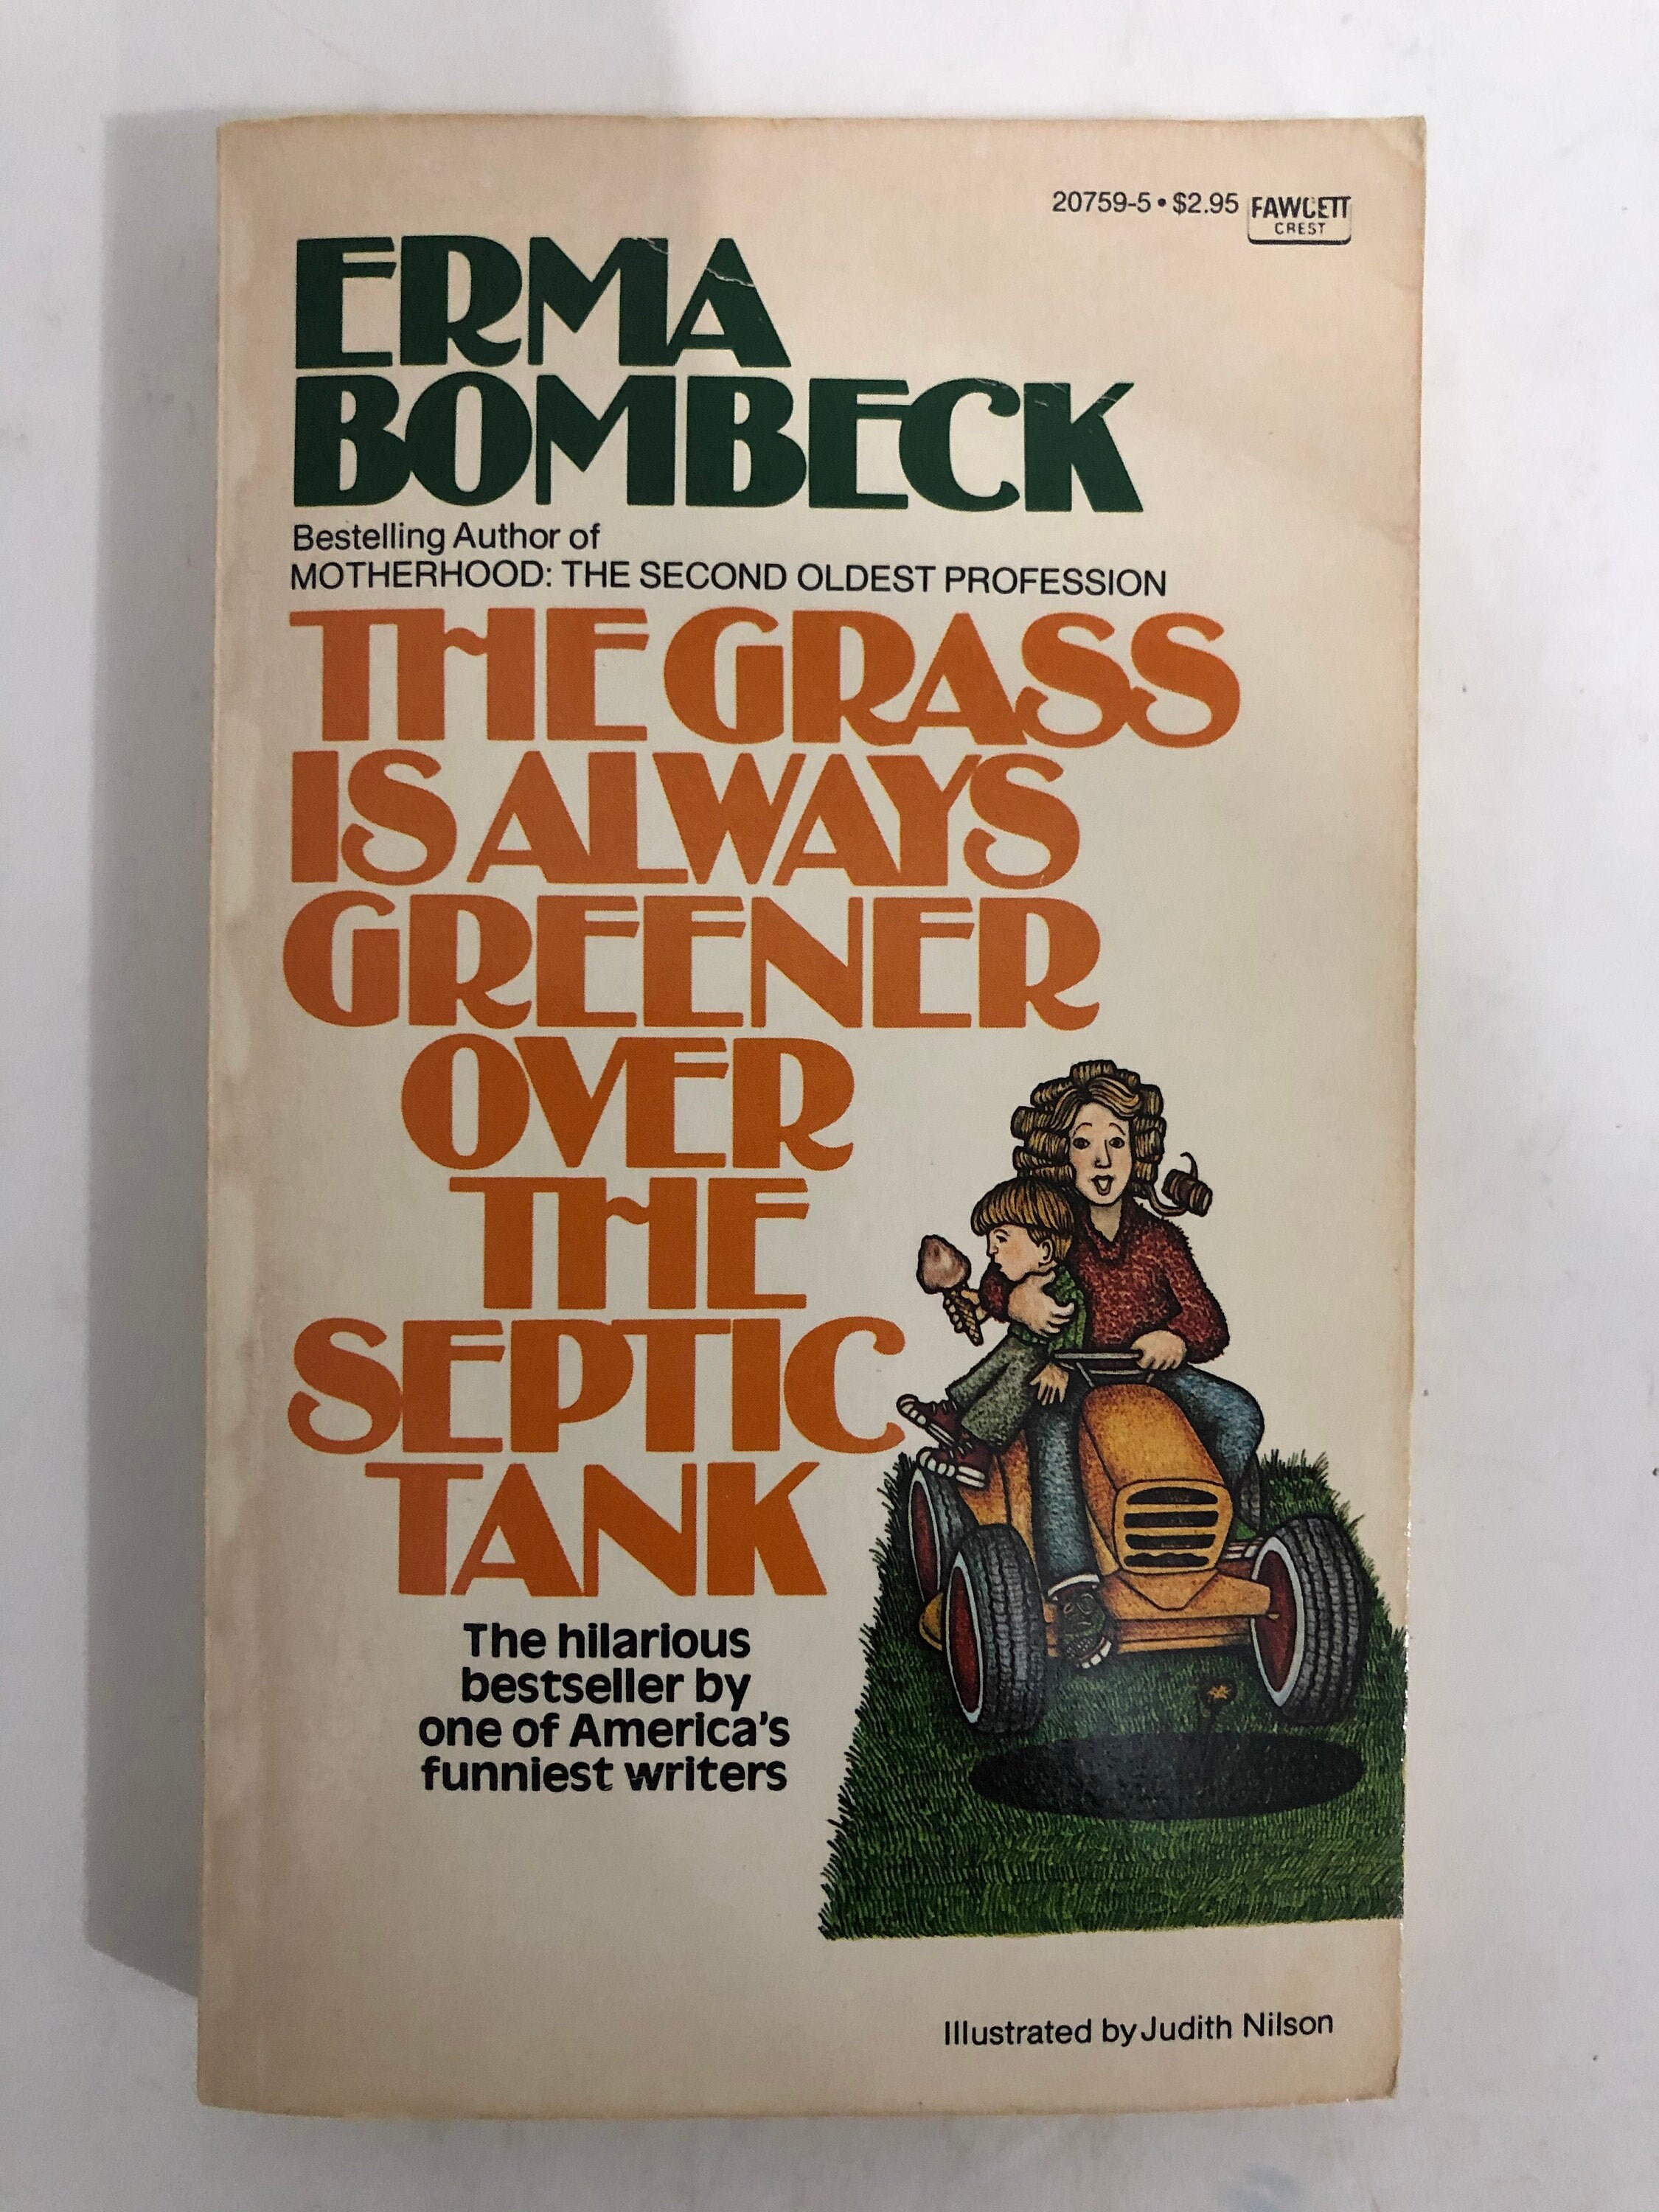 20759-5 • $2.95 FAWCETT
CREST
ERMA
BOMBECK
Bestelling Author of
MOTHERHOOD: THE SECOND OLDEST PROFESSION
THE GRASS
IS ALWAYS
GREENER
OVER
THE
SEPTIC
TANK
The hilarious
bestseller by
one of America's
funniest writers
Illustrated by Judith Nilson